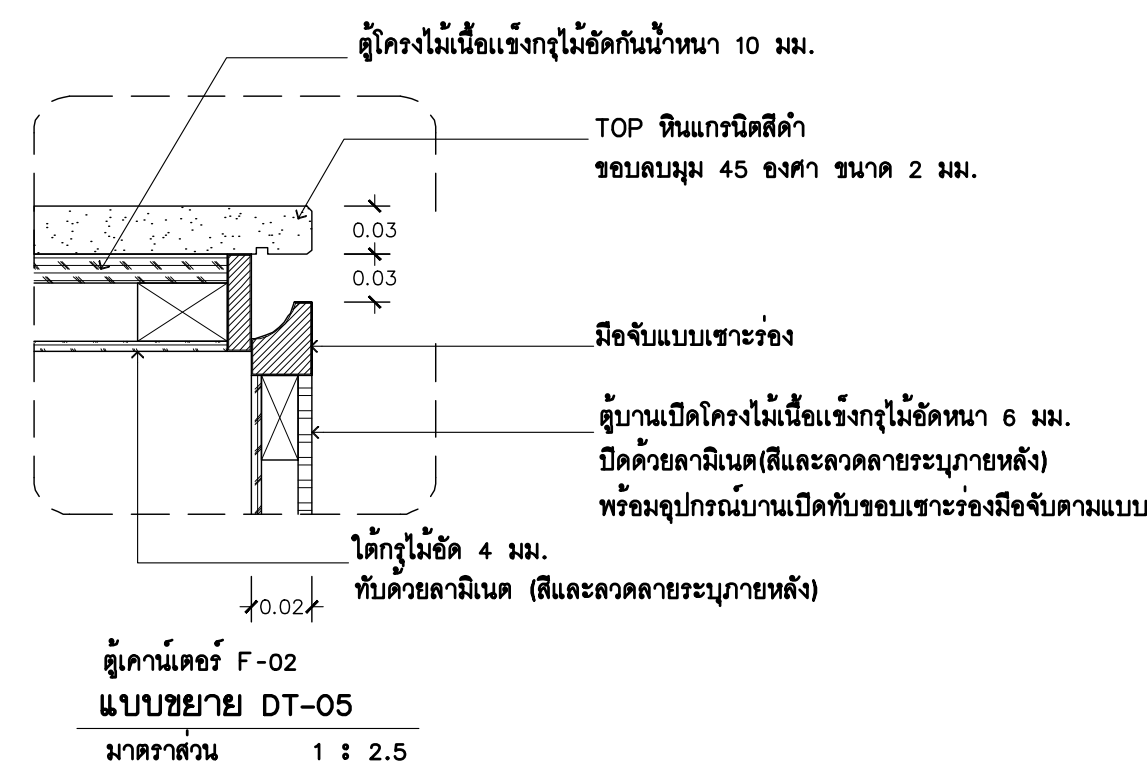 ตู้โครงไม้เนื้อแข็งกรุไม้อัดกันน้ำหนา 10 มม.
TOP หินแกรนิตสีดำ
ขอบลบมุม 45 องศา ขนาด 2 มม.
0.03
0.03
มือจับแบบเซาะร่อง
ตู้บานเปิดโครงไม้เนื้อแข็งกรุไม้อัดหนา 6 มม.
ปิดด้วยลามิเนต(สีและลวดลายระบุภายหลัง)
พร้อมอุปกรณ์บานเปิดทับขอบเซาะร่องมือจับตามแบบ
ใต้กรุไม้อัด 4 มม.
ทับด้วยลามิเนต (สีและลวดลายระบุภายหลัง)
0.02
ตู้เคาน์เตอร์ F-02
แบบขยาย DT-05
มาตราส่วน 1 : 2.5